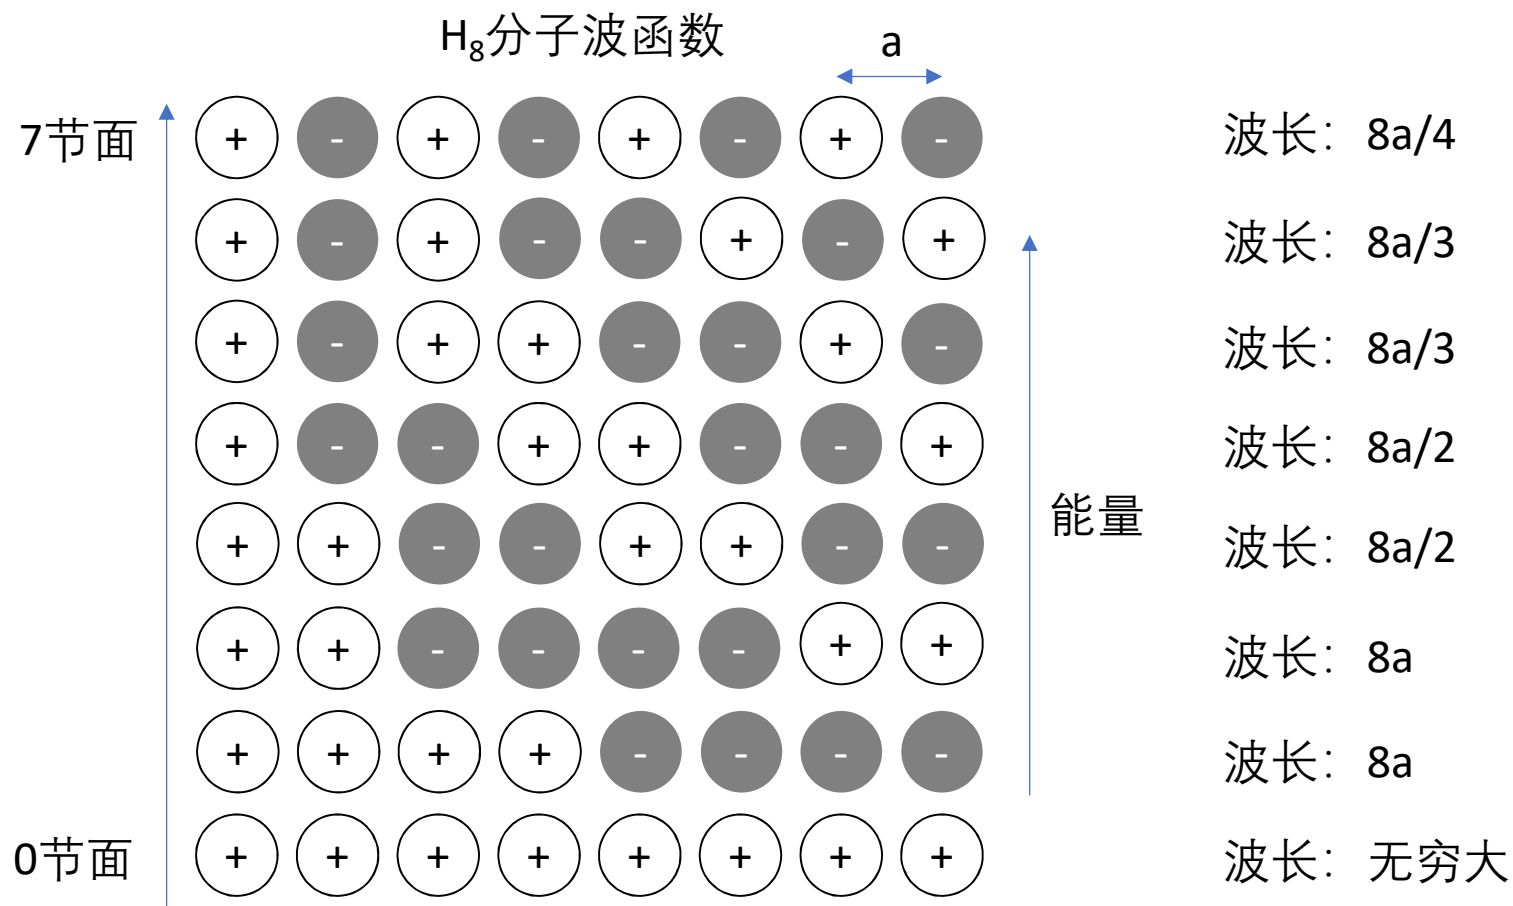 H₈分子波函数
a
7节面 + - + - + - + - 波长：8a/4
+ - + - - + - + 波长：8a/3
+ - + + - - + - 波长：8a/3
+ - - + + - - + 波长：8a/2
能量
+ + - - + + - - 波长：8a/2
+ + - - - - + + 波长：8a
+ + + + - - - - 波长：8a
0节面 + + + + + + + + 波长：无穷大